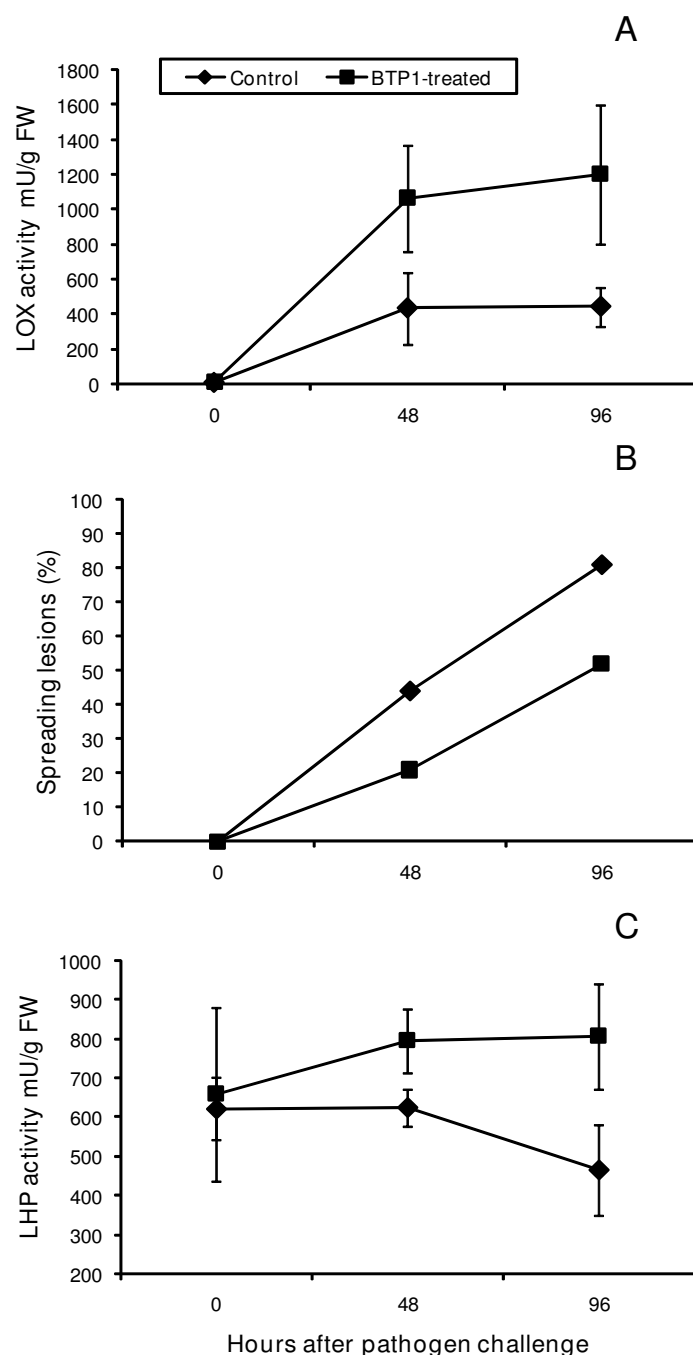 A
Control BTP1-treated
1800
1600
1400
1200
1000
800
600
400
200
0
LOX activity mU/g FW
0 48 96
B
100
90
80
70
60
50
40
30
20
10
0
Spreading lesions (%)
0 48 96
C
1000
900
800
700
600
500
400
300
200
LHP activity mU/g FW
0 48 96
Hours after pathogen challenge